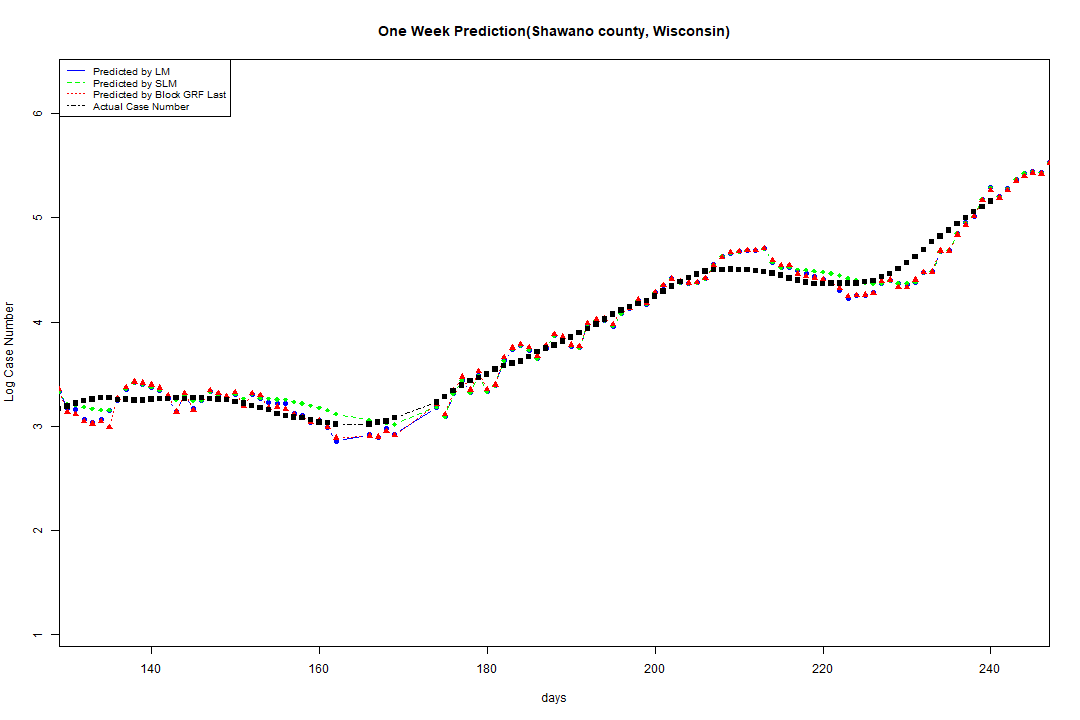 One Week Prediction(Shawano county, Wisconsin)
Predicted by LM
Predicted by SLM
Predicted by Block GRF Last
Actual Case Number
6
5
4
3
2
1
Log Case Number
140 160 180 200 220 240
days